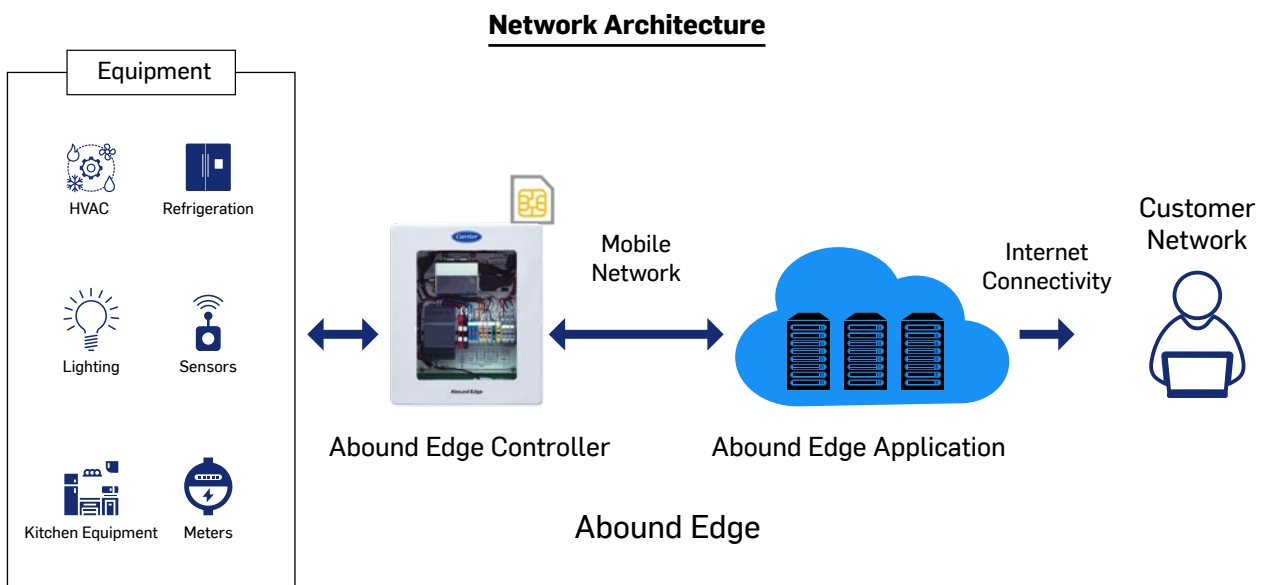 Network Architecture
Equipment
HVAC
Refrigeration
Lighting
Sensors
Kitchen Equipment
Meters
Carrier
Abound Edge
Abound Edge Controller
Mobile
Network
Abound Edge Application
Internet
Connectivity
Customer
Network
Abound Edge